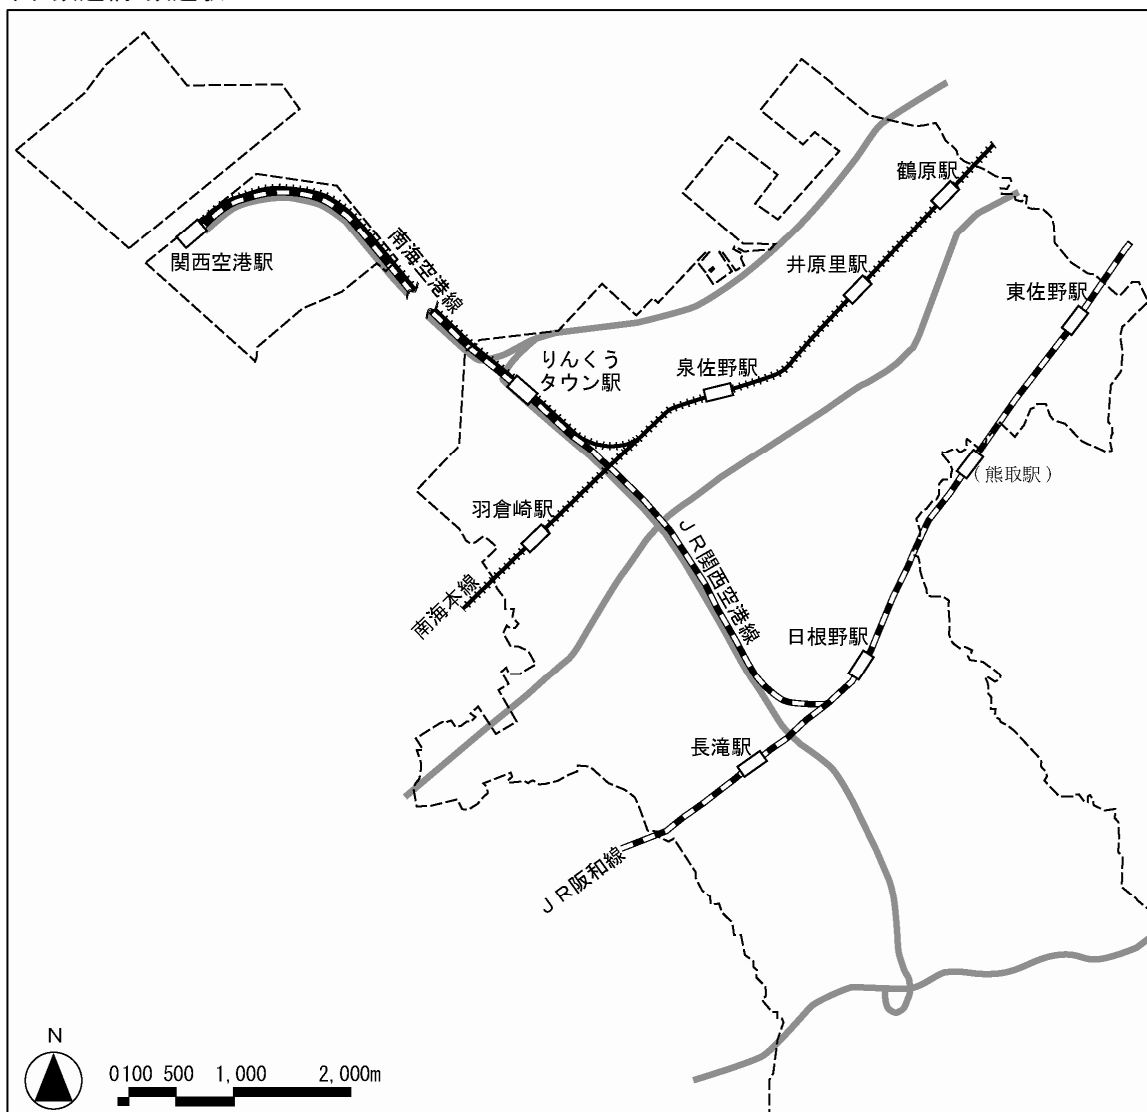 鶴原駅
南海空港線
関西空港駅
井原里駅
東佐野駅
りんくう
タウン駅
泉佐野駅
(熊取駅)
羽倉崎駅
JR関西空港線
南海本線
日根野駅
長滝駅
JR阪和線
N
0 100 500 1,000 2,000m